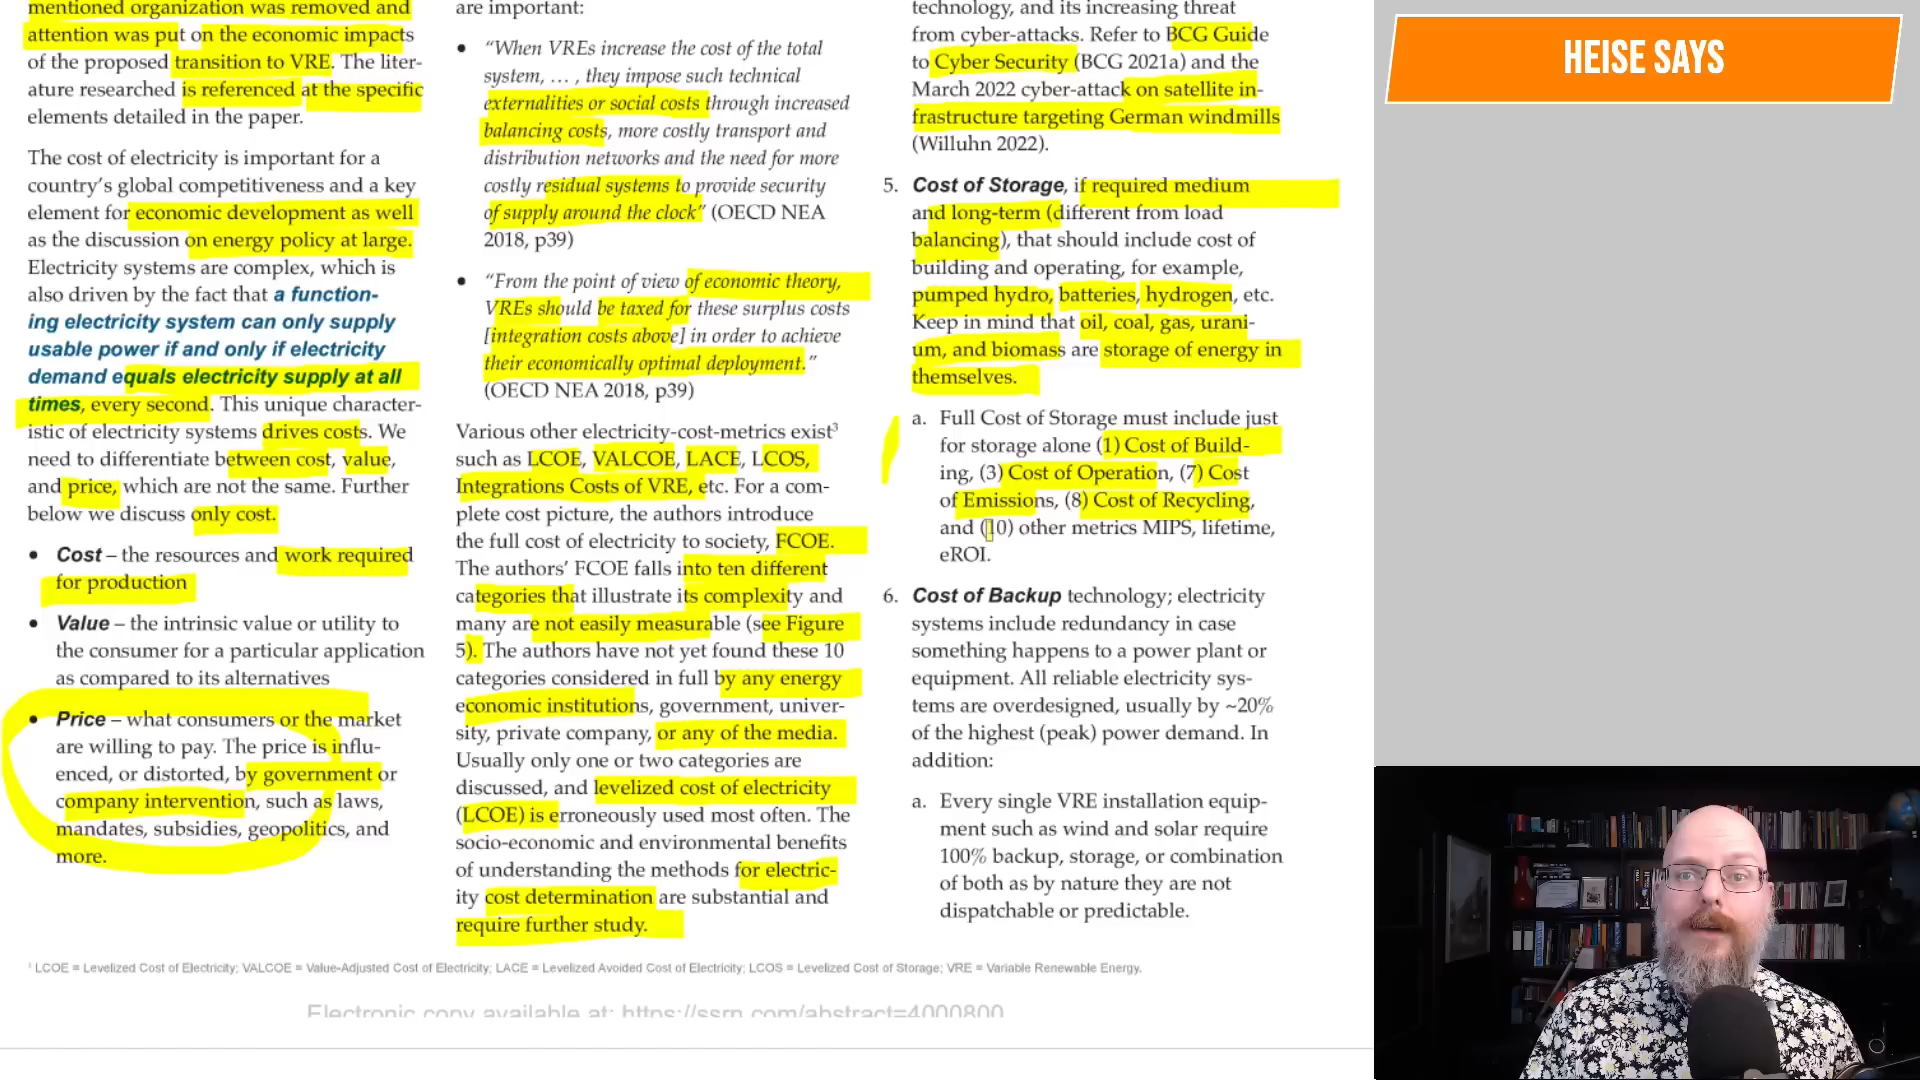 mentioned organization was removed and
attention was put on the economic impacts
of the proposed transition to VRE. The liter-
ature researched is referenced at the specific
elements detailed in the paper.
The cost of electricity is important for a
country's global competitiveness and a key
element for economic development as well
as the discussion on energy policy at large.
Electricity systems are complex, which is
also driven by the fact that a function-
ing electricity system can only supply
usable power if and only if electricity
demand equals electricity supply at all
times, every second. This unique character-
istic of electricity systems drives costs. We
need to differentiate between cost, value,
and price, which are not the same. Further
below we discuss only cost.
• Cost – the resources and work required
for production
• Value – the intrinsic value or utility to
the consumer for a particular application
as compared to its alternatives
• Price – what consumers or the market
are willing to pay. The price is influ-
enced, or distorted, by government or
company intervention, such as laws,
mandates, subsidies, geopolitics, and
more.
are important:
• "When VREs increase the cost of the total
system, … , they impose such technical
externalities or social costs through increased
balancing costs, more costly transport and
distribution networks and the need for more
costly residual systems to provide security
of supply around the clock" (OECD NEA
2018, p39)
• "From the point of view of economic theory,
VREs should be taxed for these surplus costs
[integration costs above] in order to achieve
their economically optimal deployment."
(OECD NEA 2018, p39)
Various other electricity-cost-metrics exist³
such as LCOE, VALCOE, LACE, LCOS,
Integrations Costs of VRE, etc. For a com-
plete cost picture, the authors introduce
the full cost of electricity to society, FCOE.
The authors' FCOE falls into ten different
categories that illustrate its complexity and
many are not easily measurable (see Figure
5). The authors have not yet found these 10
categories considered in full by any energy
economic institutions, government, univer-
sity, private company, or any of the media.
Usually only one or two categories are
discussed, and levelized cost of electricity
(LCOE) is erroneously used most often. The
socio-economic and environmental benefits
of understanding the methods for electric-
ity cost determination are substantial and
require further study.
technology, and its increasing threat
from cyber-attacks. Refer to BCG Guide
to Cyber Security (BCG 2021a) and the
March 2022 cyber-attack on satellite in-
frastructure targeting German windmills
(Willuhn 2022).
5. Cost of Storage, if required medium
and long-term (different from load
balancing), that should include cost of
building and operating, for example,
pumped hydro, batteries, hydrogen, etc.
Keep in mind that oil, coal, gas, urani-
um, and biomass are storage of energy in
themselves.
a. Full Cost of Storage must include just
for storage alone (1) Cost of Build-
ing, (3) Cost of Operation, (7) Cost
of Emissions, (8) Cost of Recycling,
and (10) other metrics MIPS, lifetime,
eROI.
6. Cost of Backup technology; electricity
systems include redundancy in case
something happens to a power plant or
equipment. All reliable electricity sys-
tems are overdesigned, usually by ~20%
of the highest (peak) power demand. In
addition:
a. Every single VRE installation equip-
ment such as wind and solar require
100% backup, storage, or combination
of both as by nature they are not
dispatchable or predictable.
LCOE = Levelized Cost of Electricity; VALCOE = Value-Adjusted Cost of Electricity; LACE = Levelized Avoided Cost of Electricity; LCOS = Levelized Cost of Storage; VRE = Variable Renewable Energy.
Electronic copy available at: https://ssrn.com/abstract=4000800
HEISE SAYS